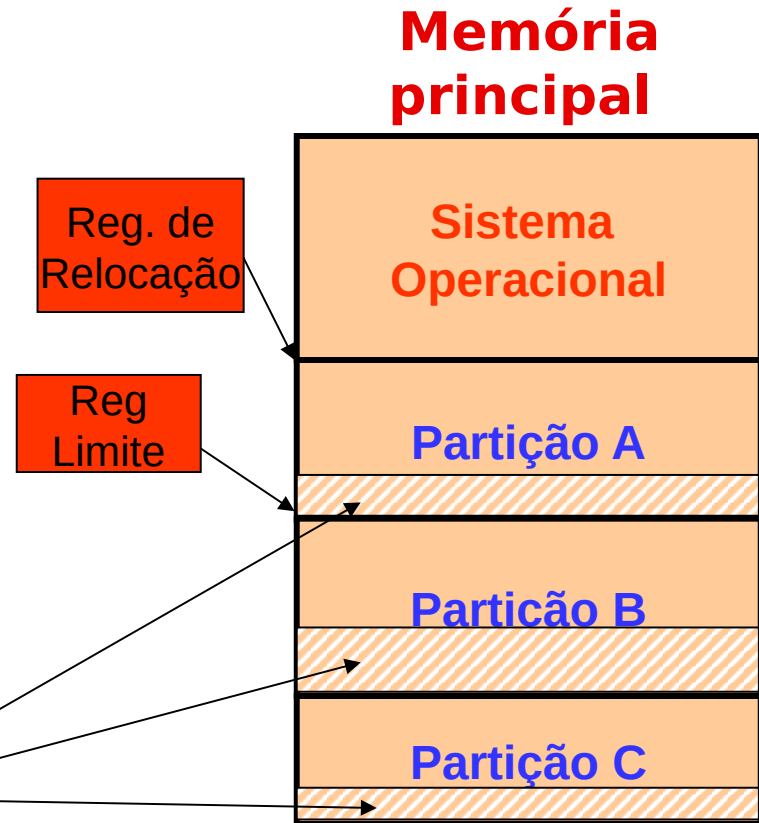 Memória
principal
Reg. de
Relocação
Sistema
Operacional
Reg
Limite
Partição A
Partição B
Partição C